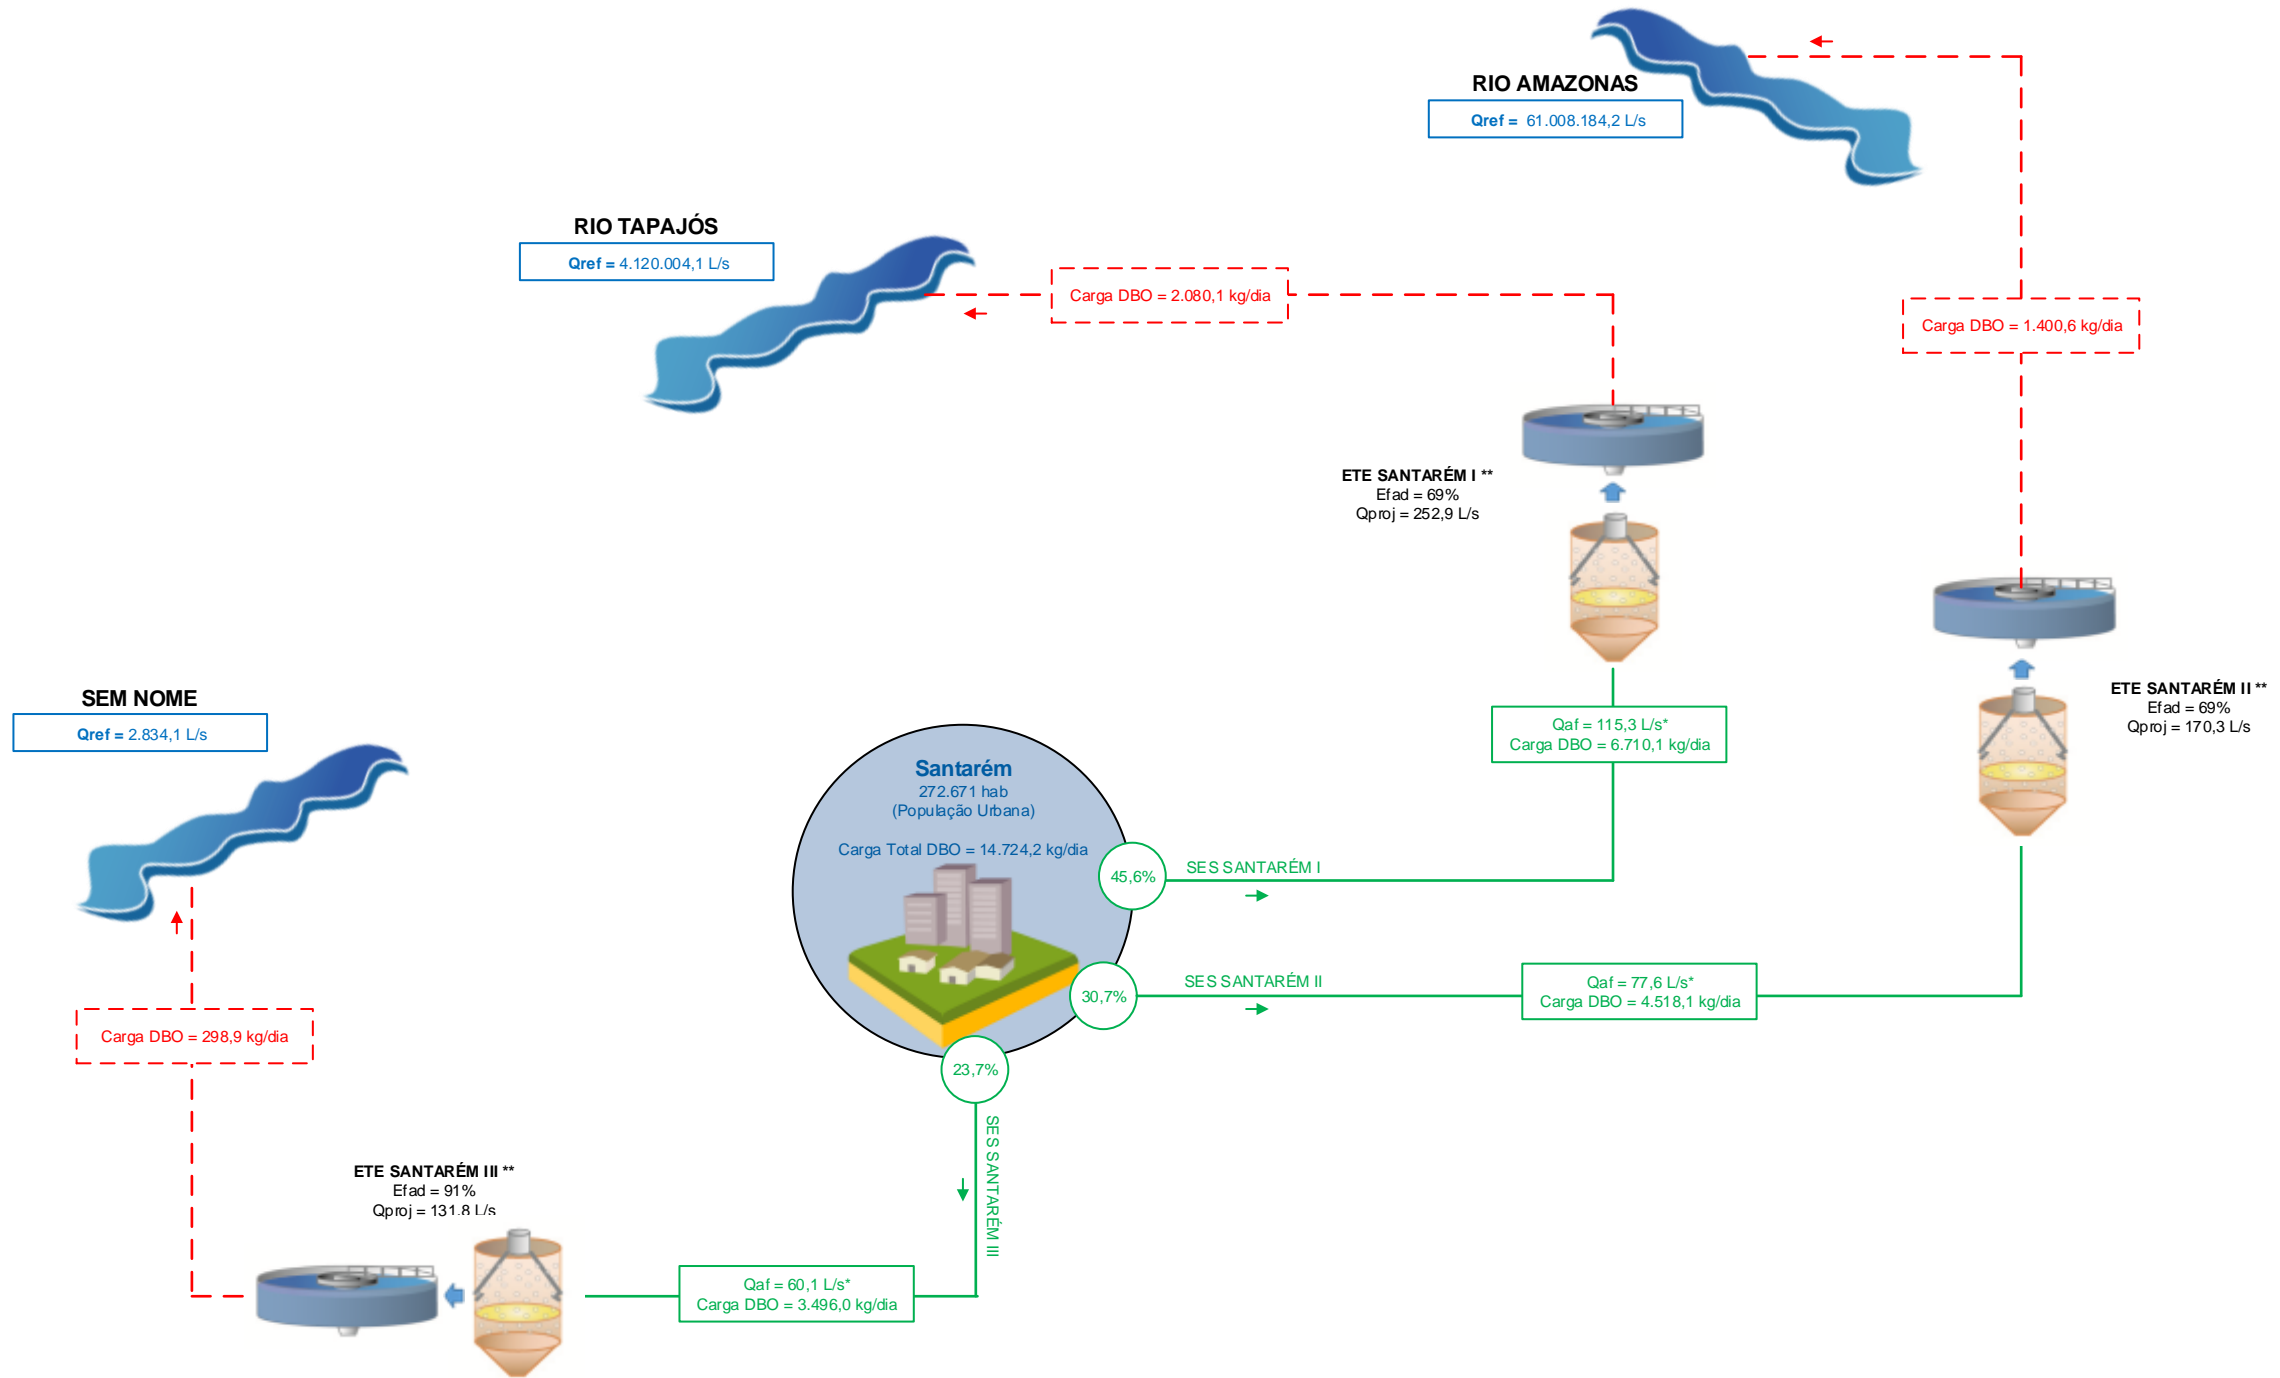 RIO AMAZONAS
Qref = 61.008.184,2 L/s
RIO TAPAJÓS
Qref = 4.120.004,1 L/s
Carga DBO = 2.080,1 kg/dia
Carga DBO = 1.400,6 kg/dia
ETE SANTARÉM I **
Efad = 69%
Qproj = 252,9 L/s
ETE SANTARÉM II **
Efad = 69%
Qproj = 170,3 L/s
SEM NOME
Qref = 2.834,1 L/s
Qaf = 115,3 L/s*
Carga DBO = 6.710,1 kg/dia
Santarém
272.671 hab
(População Urbana)
Carga Total DBO = 14.724,2 kg/dia
45,6%
SES SANTARÉM I
30,7%
SES SANTARÉM II
Qaf = 77,6 L/s*
Carga DBO = 4.518,1 kg/dia
Carga DBO = 298,9 kg/dia
23,7%
SES SANTARÉM III
ETE SANTARÉM III **
Efad = 91%
Qproj = 131,8 L/s
Qaf = 60,1 L/s*
Carga DBO = 3.496,0 kg/dia